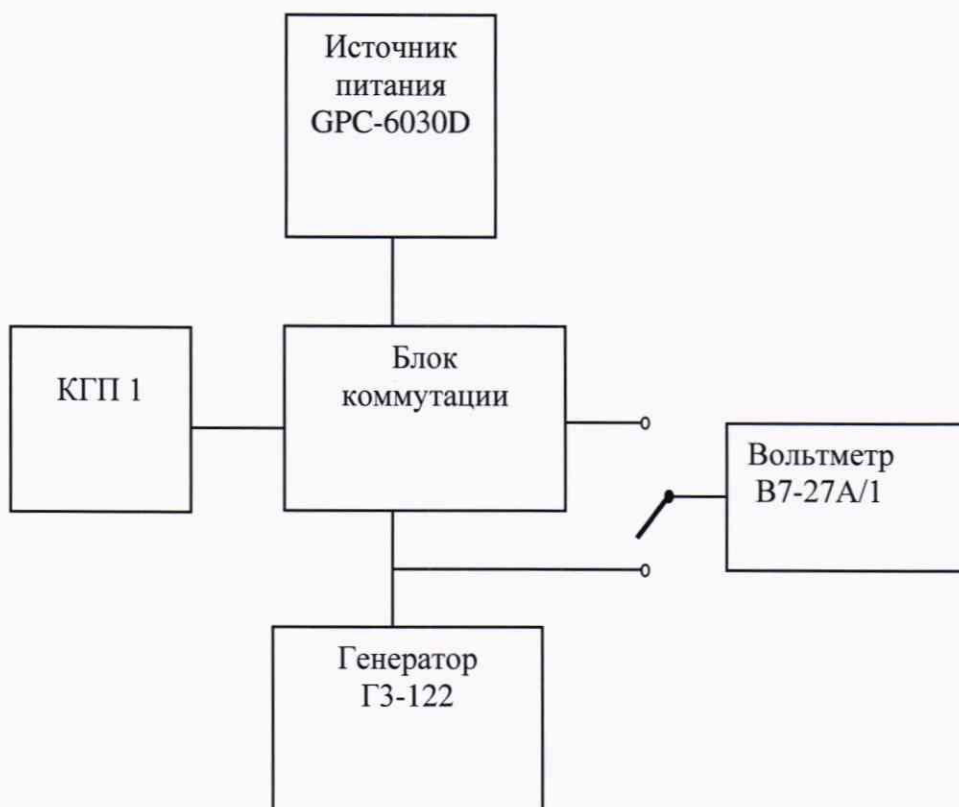 Источник
питания
GPC-6030D
КГП 1
Блок
коммутации
Вольтметр
В7-27А/1
Генератор
Г3-122